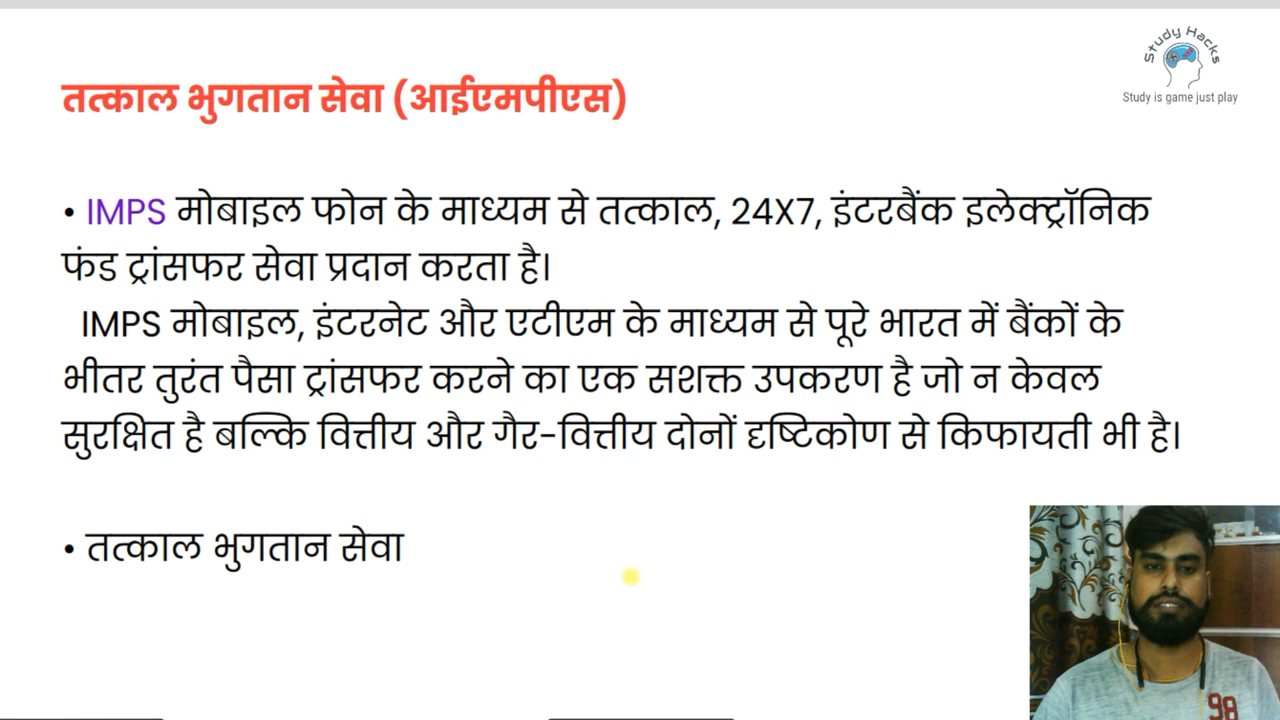 Study Hacks
Study is game just play
तत्काल भुगतान सेवा (आईएमपीएस)
• IMPS मोबाइल फोन के माध्यम से तत्काल, 24X7, इंटरबैंक इलेक्ट्रॉनिक
फंड ट्रांसफर सेवा प्रदान करता है।
IMPS मोबाइल, इंटरनेट और एटीएम के माध्यम से पूरे भारत में बैंकों के
भीतर तुरंत पैसा ट्रांसफर करने का एक सशक्त उपकरण है जो न केवल
सुरक्षित है बल्कि वित्तीय और गैर-वित्तीय दोनों दृष्टिकोण से किफायती भी है।
• तत्काल भुगतान सेवा
98